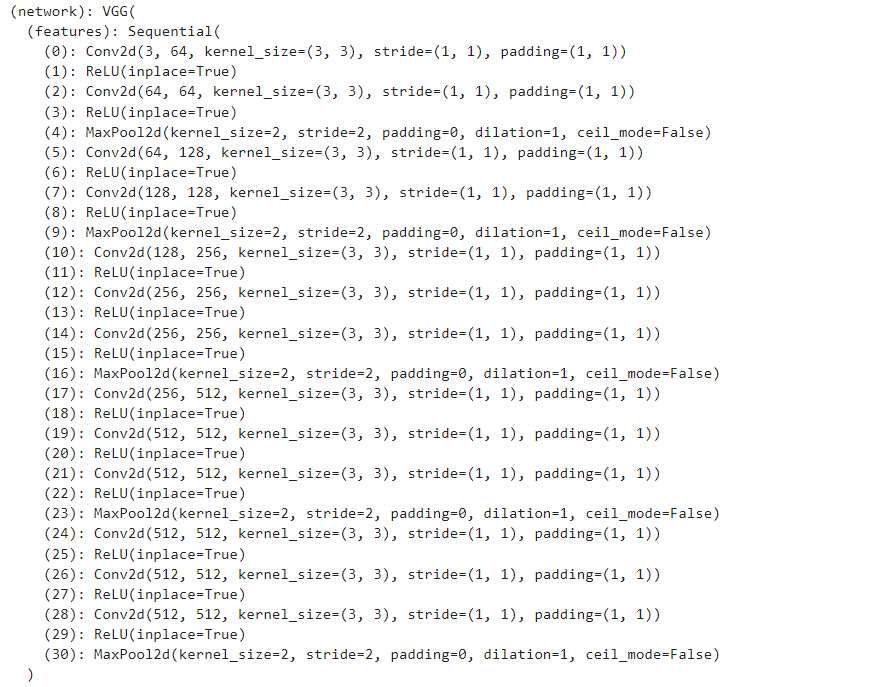 (network): VGG(
(features): Sequential(
(0): Conv2d(3, 64, kernel_size=(3, 3), stride=(1, 1), padding=(1, 1))
(1): ReLU(inplace=True)
(2): Conv2d(64, 64, kernel_size=(3, 3), stride=(1, 1), padding=(1, 1))
(3): ReLU(inplace=True)
(4): MaxPool2d(kernel_size=2, stride=2, padding=0, dilation=1, ceil_mode=False)
(5): Conv2d(64, 128, kernel_size=(3, 3), stride=(1, 1), padding=(1, 1))
(6): ReLU(inplace=True)
(7): Conv2d(128, 128, kernel_size=(3, 3), stride=(1, 1), padding=(1, 1))
(8): ReLU(inplace=True)
(9): MaxPool2d(kernel_size=2, stride=2, padding=0, dilation=1, ceil_mode=False)
(10): Conv2d(128, 256, kernel_size=(3, 3), stride=(1, 1), padding=(1, 1))
(11): ReLU(inplace=True)
(12): Conv2d(256, 256, kernel_size=(3, 3), stride=(1, 1), padding=(1, 1))
(13): ReLU(inplace=True)
(14): Conv2d(256, 256, kernel_size=(3, 3), stride=(1, 1), padding=(1, 1))
(15): ReLU(inplace=True)
(16): MaxPool2d(kernel_size=2, stride=2, padding=0, dilation=1, ceil_mode=False)
(17): Conv2d(256, 512, kernel_size=(3, 3), stride=(1, 1), padding=(1, 1))
(18): ReLU(inplace=True)
(19): Conv2d(512, 512, kernel_size=(3, 3), stride=(1, 1), padding=(1, 1))
(20): ReLU(inplace=True)
(21): Conv2d(512, 512, kernel_size=(3, 3), stride=(1, 1), padding=(1, 1))
(22): ReLU(inplace=True)
(23): MaxPool2d(kernel_size=2, stride=2, padding=0, dilation=1, ceil_mode=False)
(24): Conv2d(512, 512, kernel_size=(3, 3), stride=(1, 1), padding=(1, 1))
(25): ReLU(inplace=True)
(26): Conv2d(512, 512, kernel_size=(3, 3), stride=(1, 1), padding=(1, 1))
(27): ReLU(inplace=True)
(28): Conv2d(512, 512, kernel_size=(3, 3), stride=(1, 1), padding=(1, 1))
(29): ReLU(inplace=True)
(30): MaxPool2d(kernel_size=2, stride=2, padding=0, dilation=1, ceil_mode=False)
)